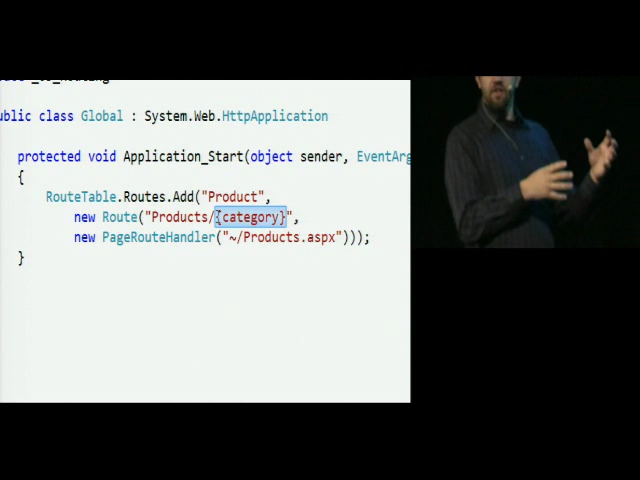 ublic class Global : System.Web.HttpApplication
protected void Application_Start(object sender, EventArg
{
RouteTable.Routes.Add("Product",
new Route("Products/{category}",
new PageRouteHandler("~/Products.aspx")));
}